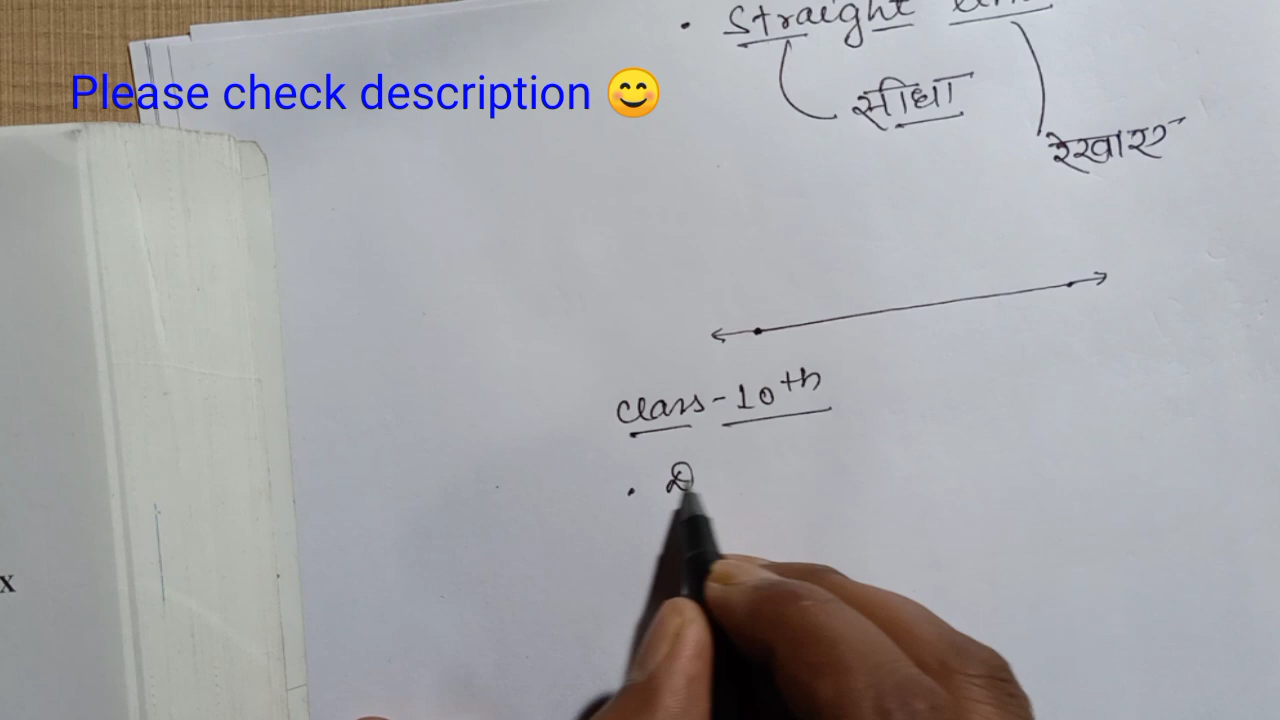 • Straight
Please check description 😊
सीधा
रेखाएँ
Class - 10th
• D
x